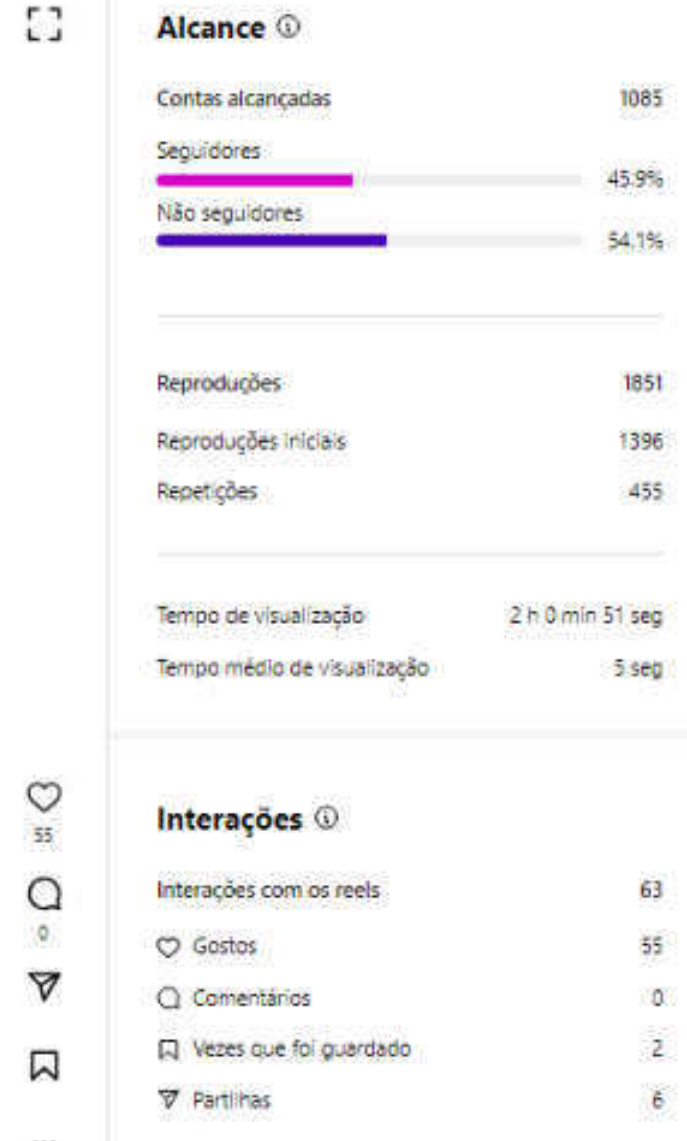 Alcance
Contas alcançadas 1085
Seguidores
45.9%
Não seguidores
54.1%
Reproduções 1851
Reproduções iniciais 1396
Repetições 455
Tempo de visualização 2 h 0 min 51 seg
Tempo médio de visualização 5 seg
55
0
Interações
Interações com os reels 63
Gostos 55
Comentários 0
Vezes que foi guardado 2
Partilhas 6